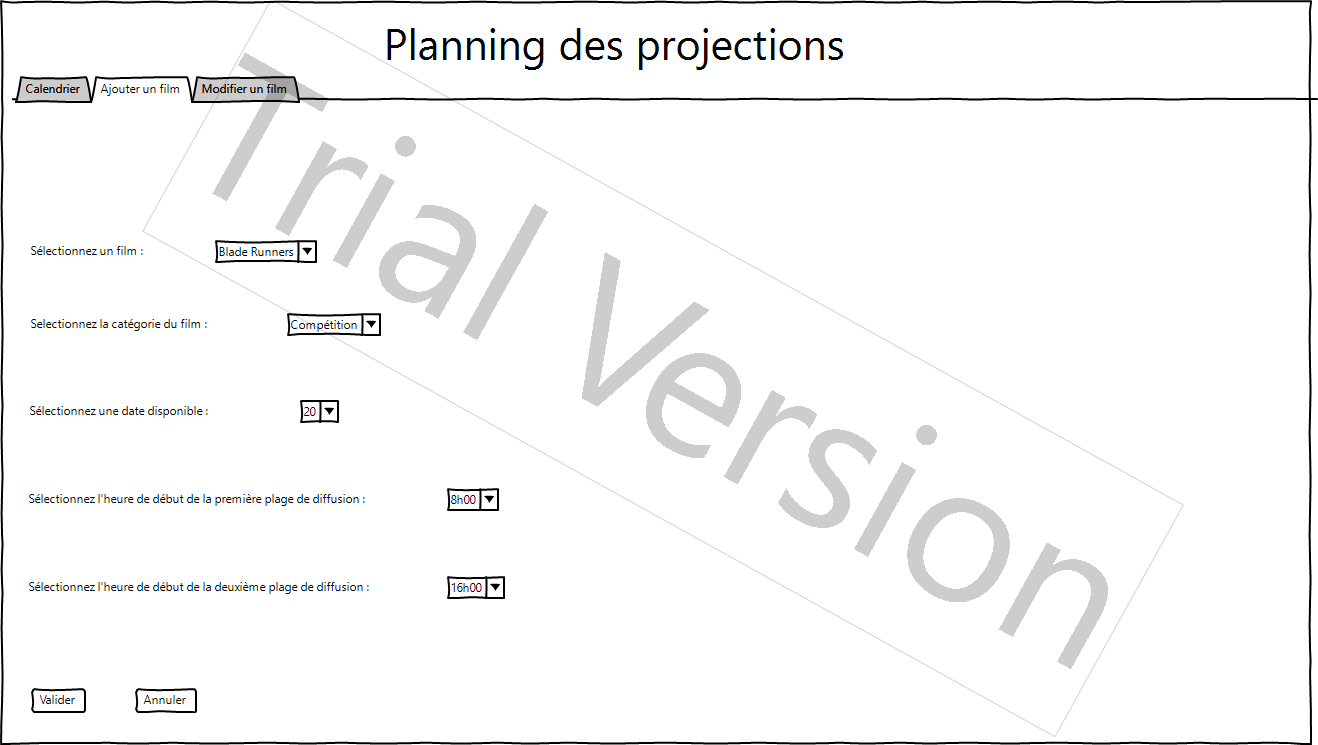 Planning des projections
Calendrier Ajouter un film Modifier un film
Sélectionnez un film : Blade Runners
Selectionnez la catégorie du film : Compétition
Sélectionnez une date disponible : 20
Sélectionnez l'heure de début de la première plage de diffusion : 8h00
Sélectionnez l'heure de début de la deuxième plage de diffusion : 16h00
Valider Annuler
Trial Version